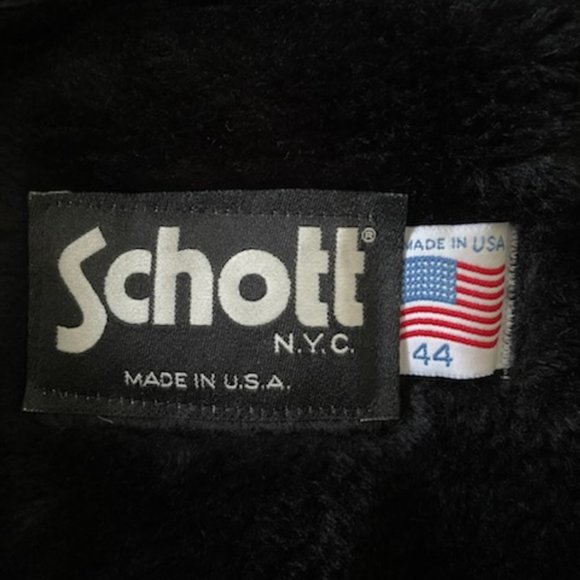 Schott®
N.Y.C.
MADE IN U.S.A.
MADE IN USA
44